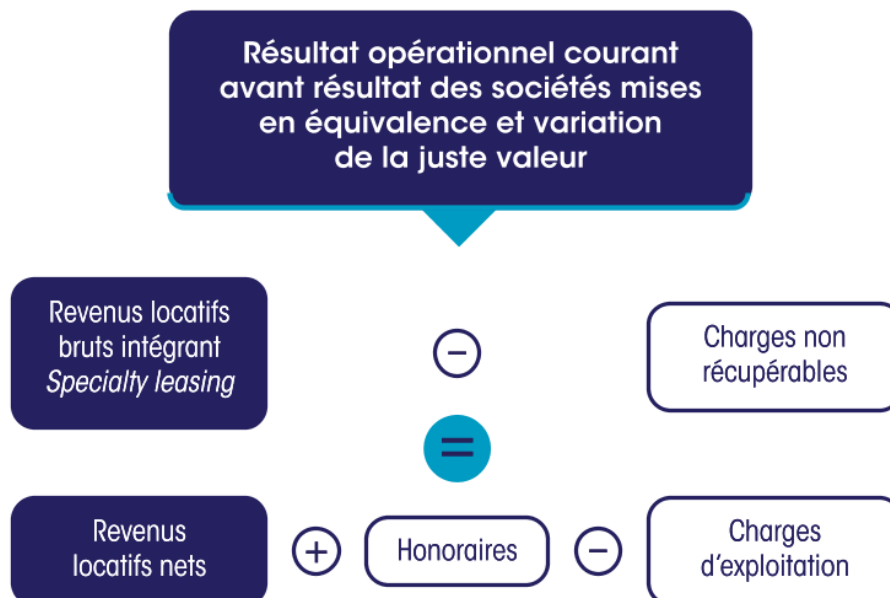 Résultat opérationnel courant
avant résultat des sociétés mises
en équivalence et variation
de la juste valeur
Revenus locatifs
bruts intégrant
Specialty leasing
−
Charges non
récupérables
=
Revenus
locatifs nets
+
Honoraires
−
Charges
d'exploitation